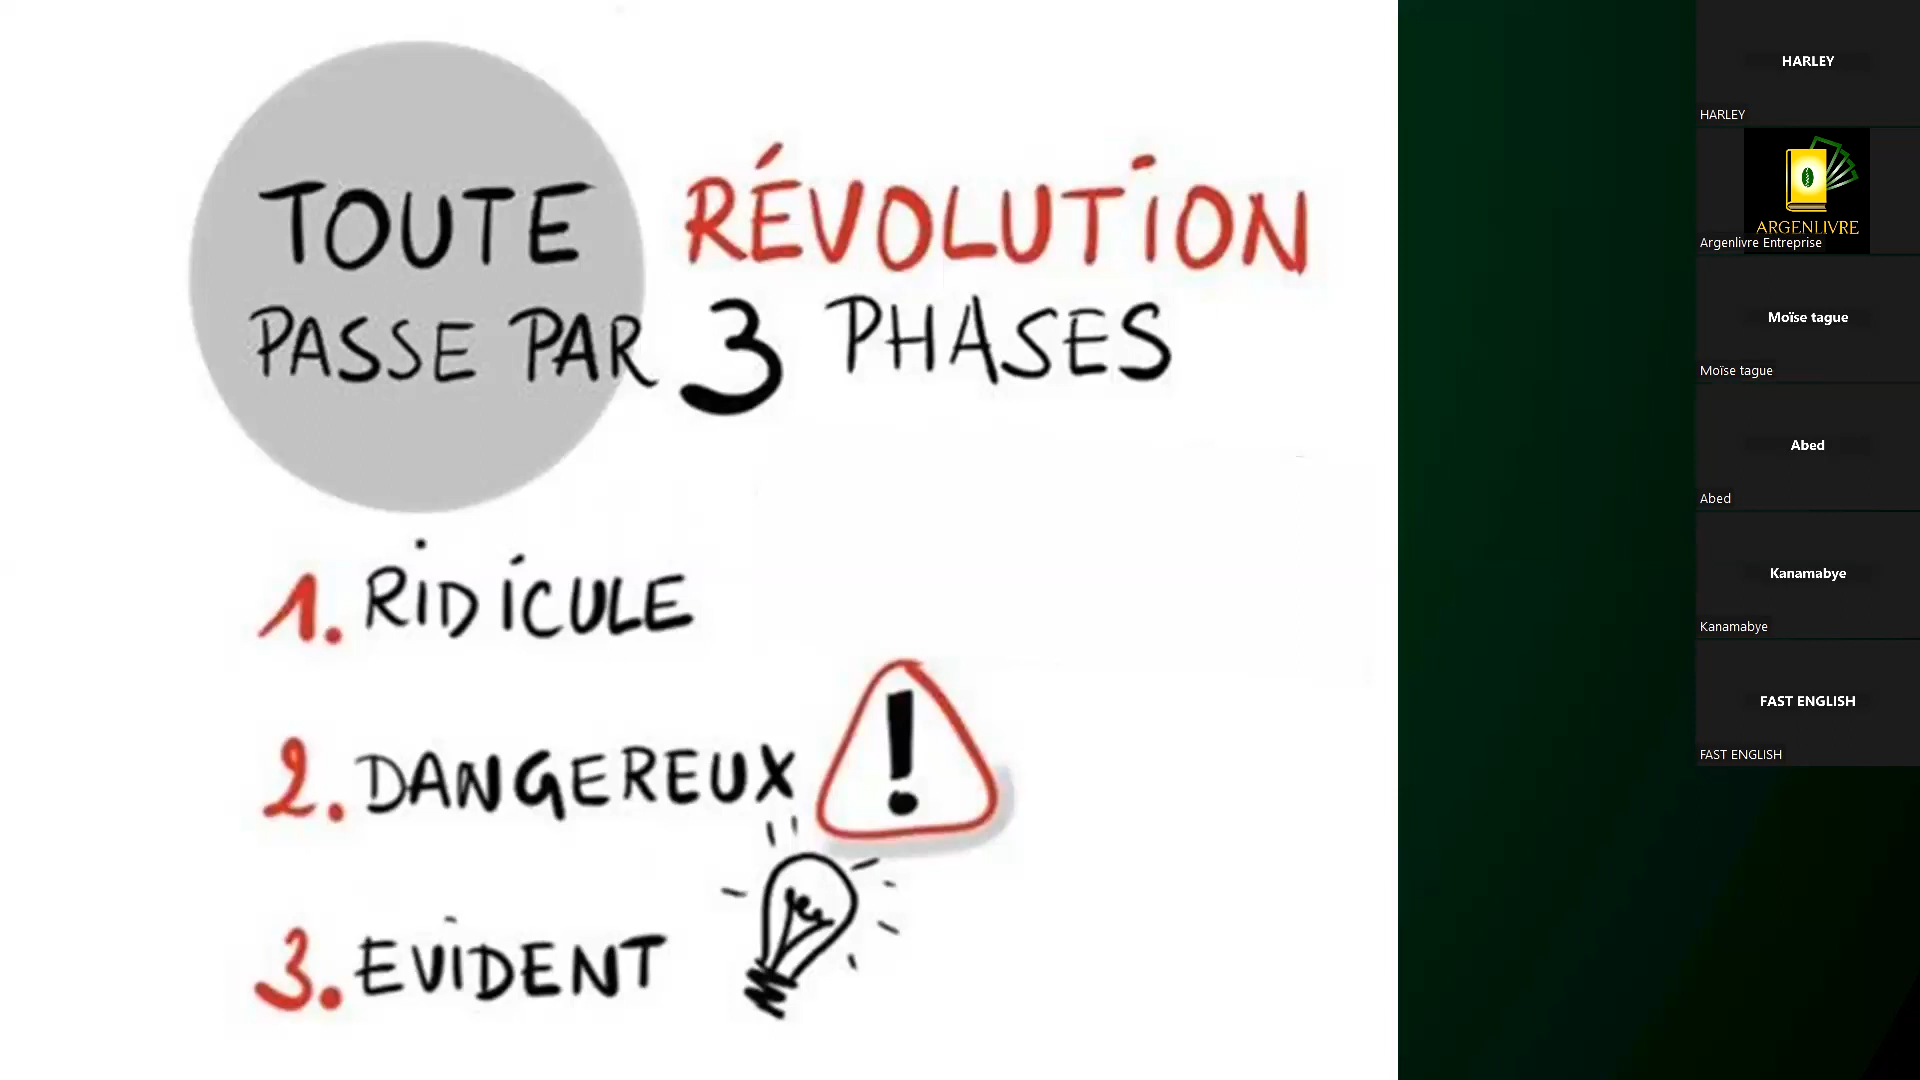 TOUTE RÉVOLUTION
PASSE PAR 3 PHASES
1. RIDICULE
2. DANGEREUX
!
3. EVIDENT
HARLEY
HARLEY
ARGENLIVRE
Argenlivre Entreprise
Moïse tague
Moïse tague
Abed
Abed
Kanamabye
Kanamabye
FAST ENGLISH
FAST ENGLISH